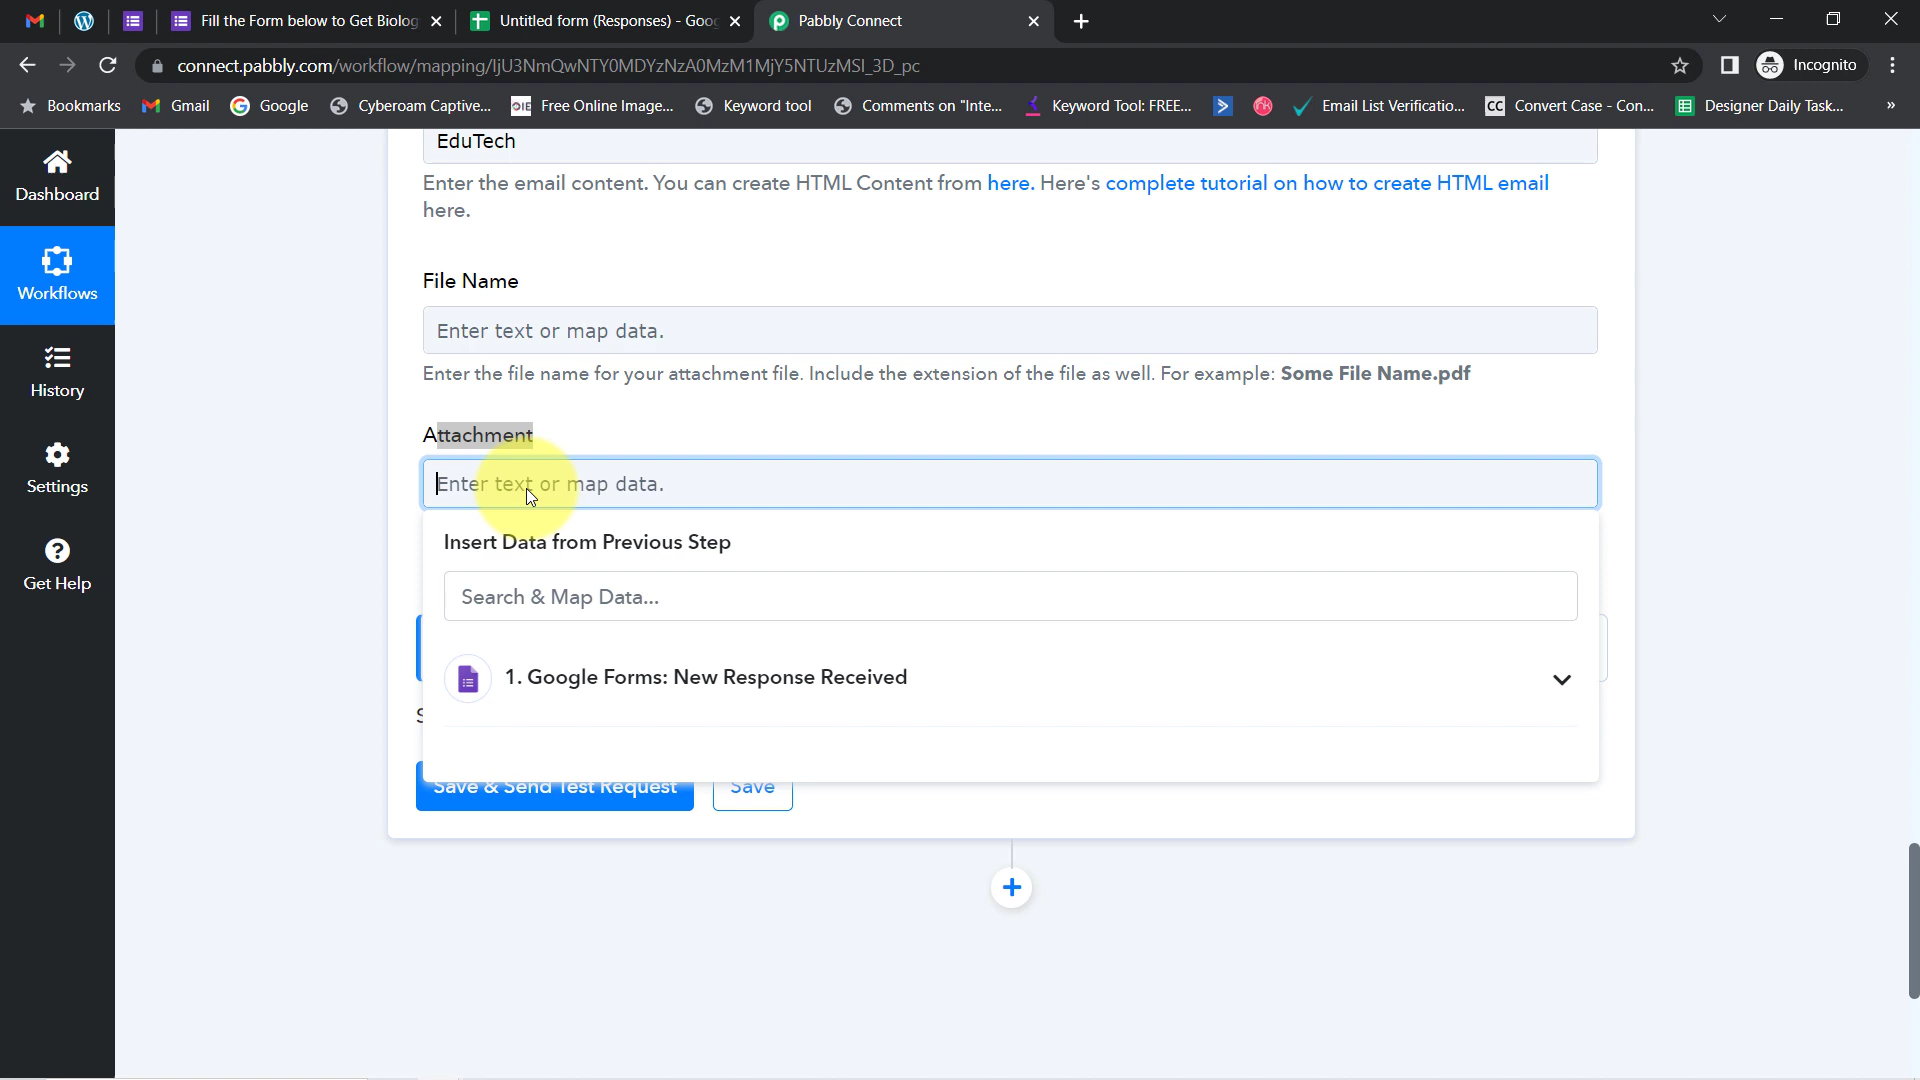 Fill the Form below to Get Biolog
Untitled form (Responses) - Goog
Pabbly Connect
connect.pabbly.com/workflow/mapping/IjU3NmQwNTY0MDYzNzA0MzM1MjY5NTUzMSI_3D_pc
Incognito
Bookmarks
Gmail
Google
Cyberoam Captive...
OIE
Free Online Image...
Keyword tool
Comments on "Inte...
Keyword Tool: FREE...
Email List Verificatio...
CC
Convert Case - Con...
Designer Daily Task...
»
Dashboard
Workflows
History
Settings
Get Help
EduTech
Enter the email content. You can create HTML Content from here. Here's complete tutorial on how to create HTML email
here.
File Name
Enter text or map data.
Enter the file name for your attachment file. Include the extension of the file as well. For example: Some File Name.pdf
Attachment
Enter text or map data.
Insert Data from Previous Step
Search & Map Data...
1. Google Forms: New Response Received
Save & Send Test Request
Save